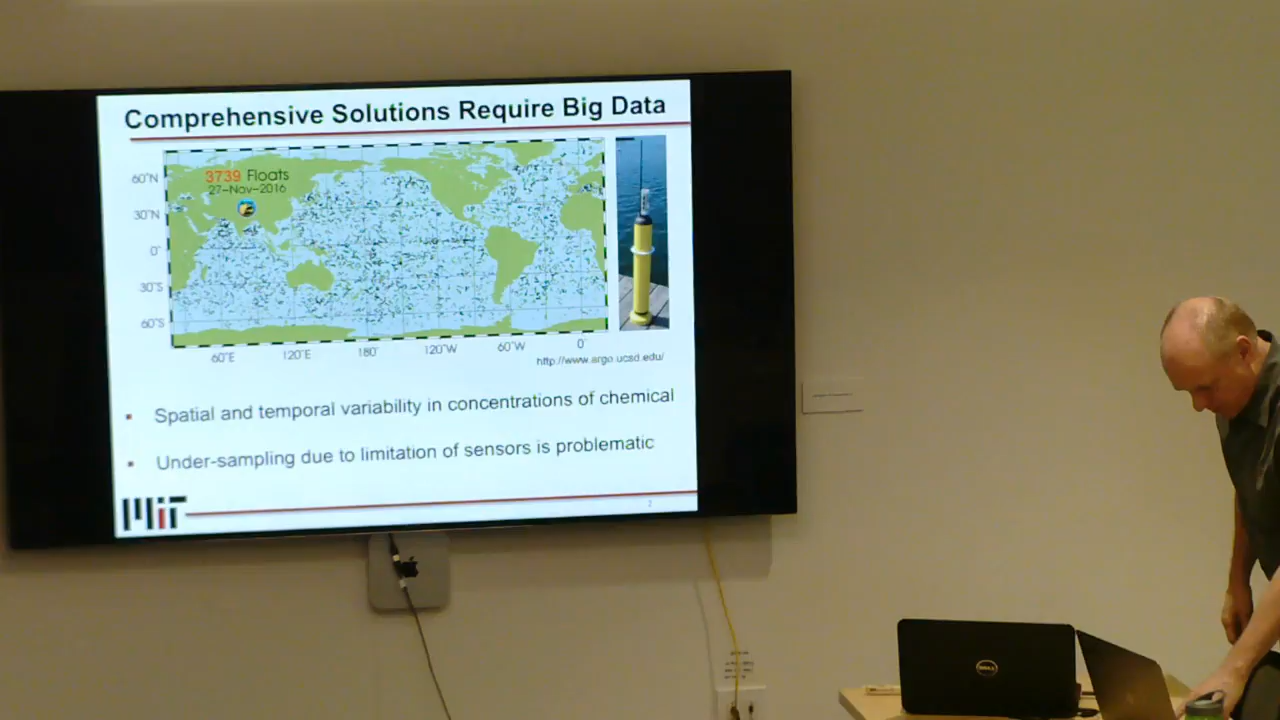 Comprehensive Solutions Require Big Data
3739 Floats
27-Nov-2016
60°N
30°N
0°
30°S
60°S
60°E 120°E 180° 120°W 60°W 0°
http://www.argo.ucsd.edu/
▪ Spatial and temporal variability in concentrations of chemical
▪ Under-sampling due to limitation of sensors is problematic
MIT
2
DELL